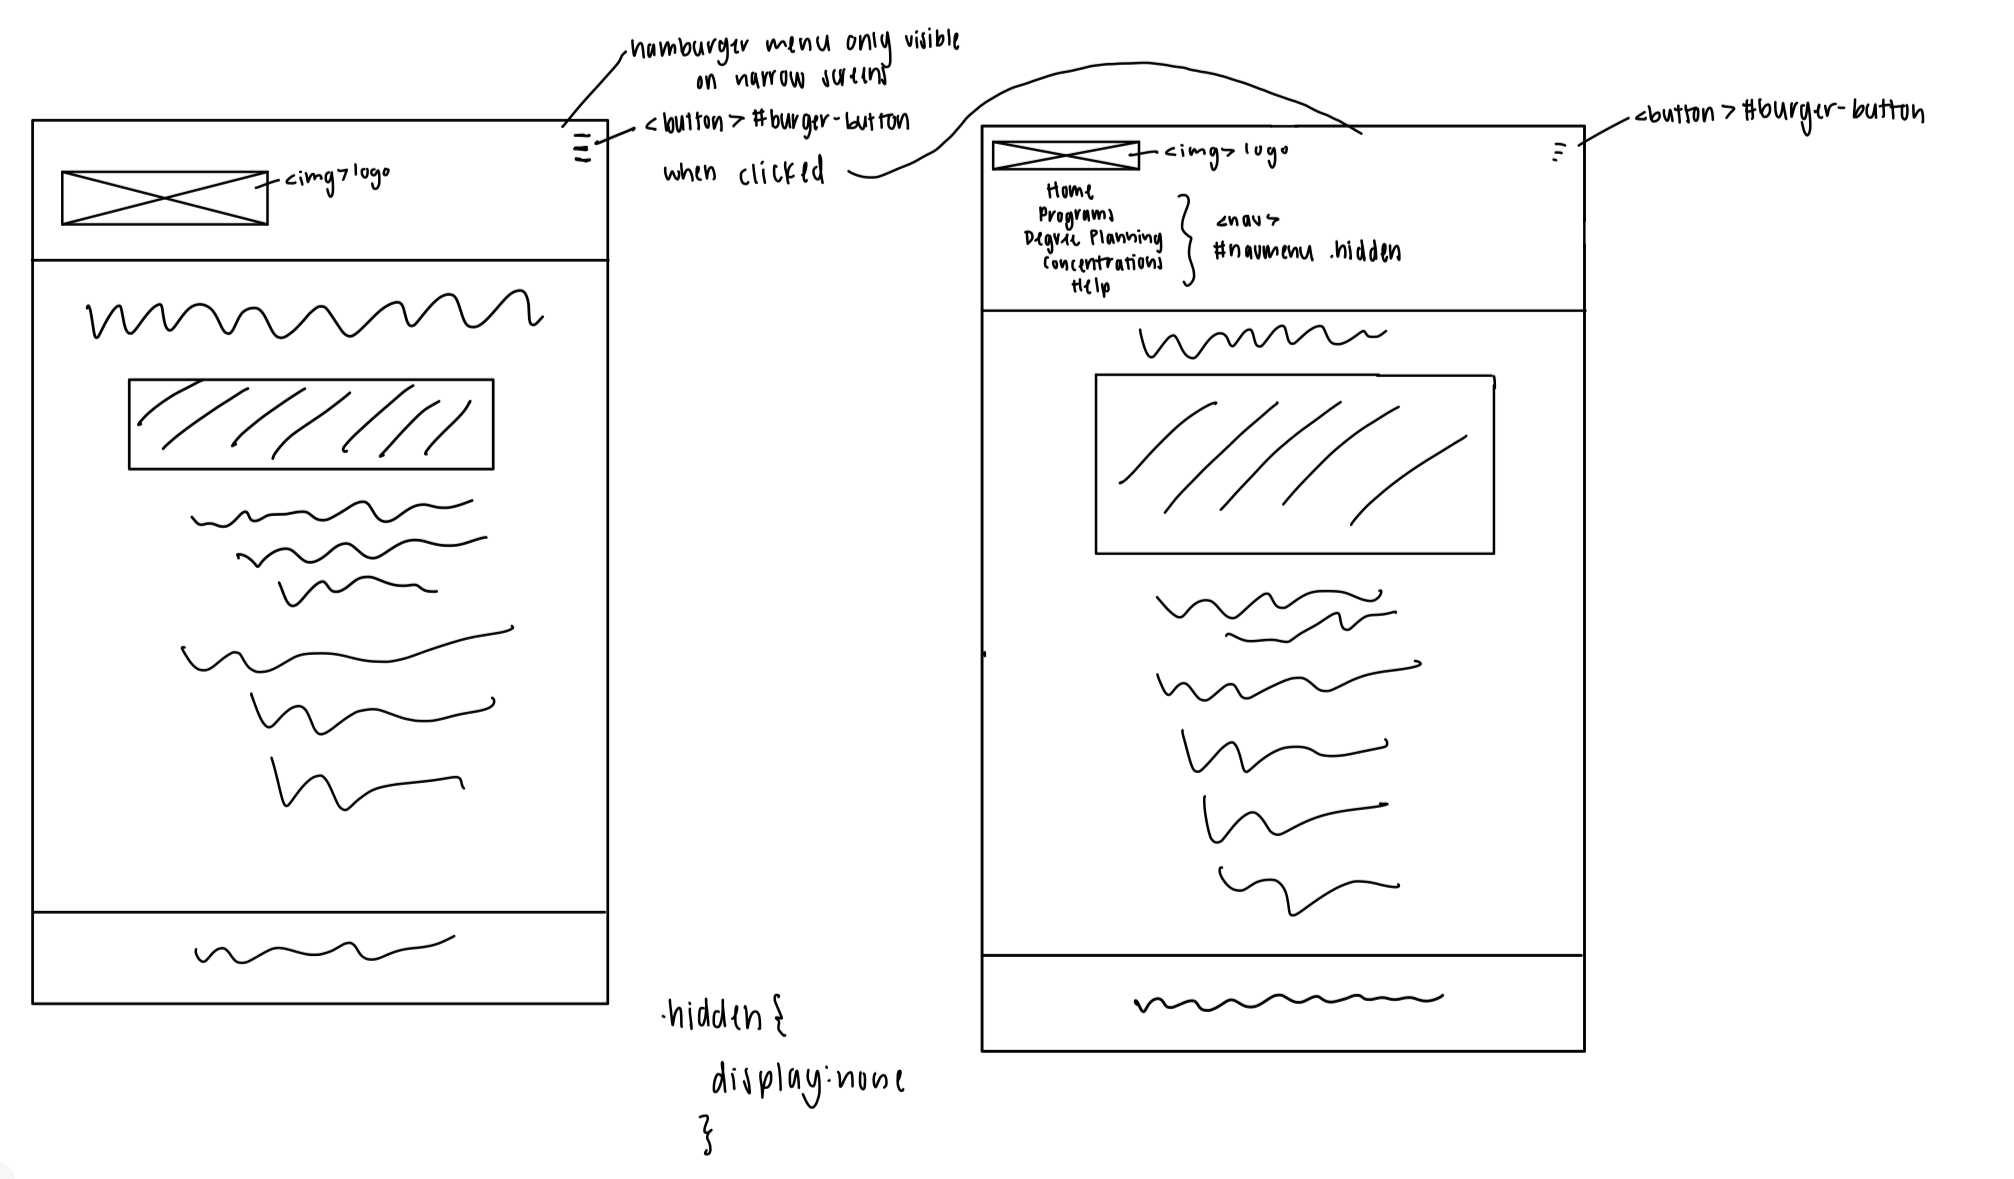 hamburger menu only visible
on narrow screens
<button> #burger-button
when clicked
<img> logo
<button> #burger-button
<img> logo
Home
Programs
Degree Planning
Concentrations
Help
<nav>
#navmenu .hidden
.hidden {
display:none
}